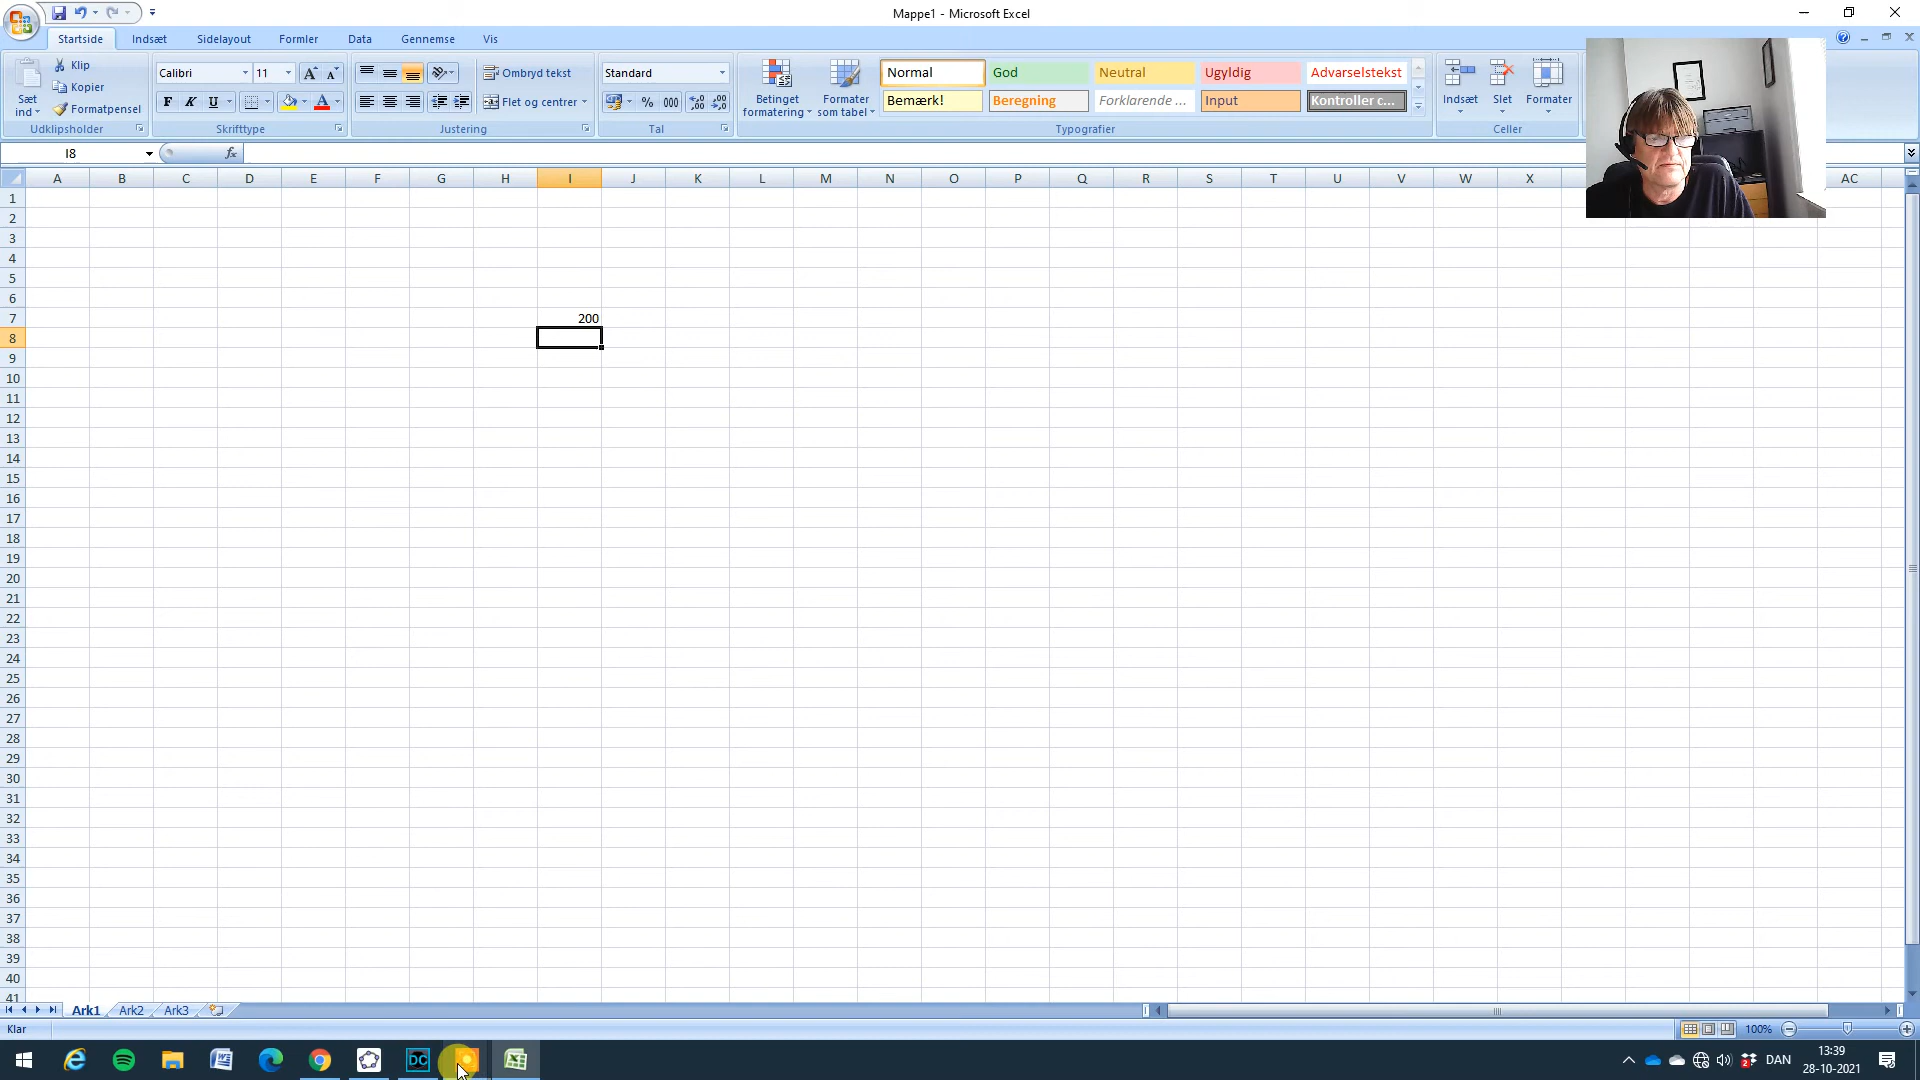 Mappe1 - Microsoft Excel
Startside Indsæt Sidelayout Formler Data Gennemse Vis
Sæt ind
Klip
Kopier
Formatpensel
Udklipsholder
Calibri 11
F K U
Skrifttype
Ombryd tekst
Flet og centrer
Justering
Standard
% 000
Tal
Betinget formatering
Formater som tabel
Normal God Neutral Ugyldig Advarselstekst
Bemærk! Beregning Forklarende ... Input Kontroller c...
Typografier
Indsæt Slet Formater
Celler
I8 fx
A B C D E F G H I J K L M N O P Q R S T U V W X AC
1
2
3
4
5
6
7 200
8
9
10
11
12
13
14
15
16
17
18
19
20
21
22
23
24
25
26
27
28
29
30
31
32
33
34
35
36
37
38
39
40
41
Ark1 Ark2 Ark3
Klar 100%
DC DAN 13:39
28-10-2021